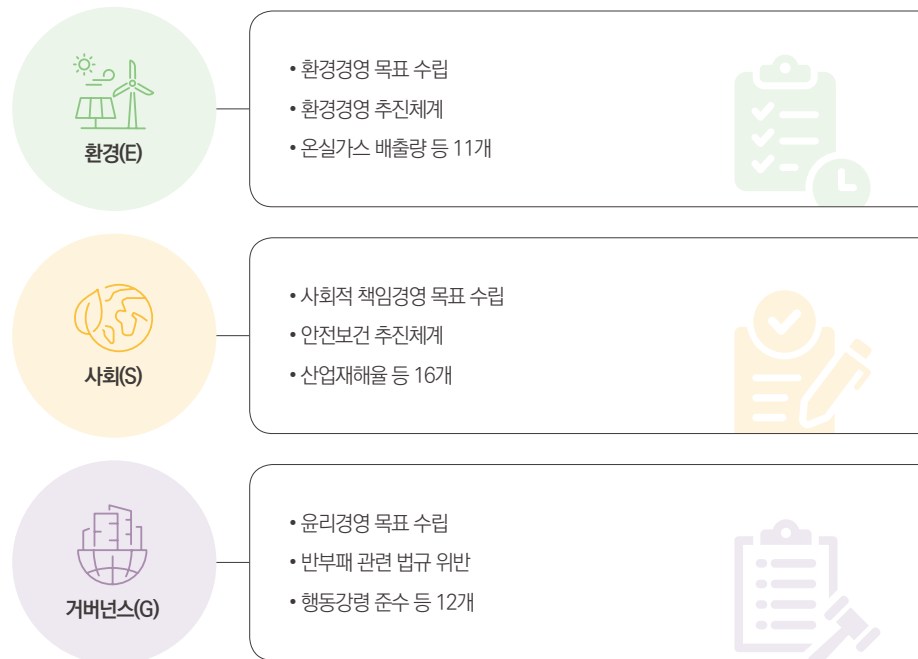 환경(E)
• 환경경영 목표 수립
• 환경경영 추진체계
• 온실가스 배출량 등 11개
사회(S)
• 사회적 책임경영 목표 수립
• 안전보건 추진체계
• 산업재해율 등 16개
거버넌스(G)
• 윤리경영 목표 수립
• 반부패 관련 법규 위반
• 행동강령 준수 등 12개